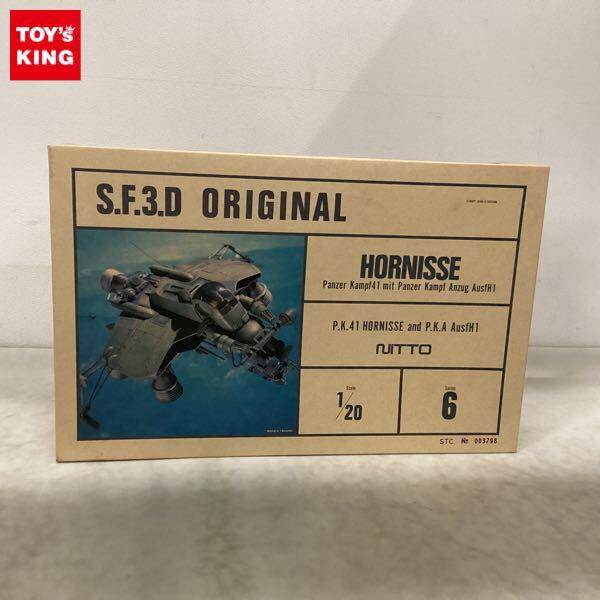 TOY's
KING
S.F.3.D ORIGINAL
HORNISSE
Panzer Kampf41 mit Panzer Kampf Anzug AusfH1
P.K.41 HORNISSE and P.K.A AusfH1
NITTO
Scale
1/20
Series
6
STC № 003798